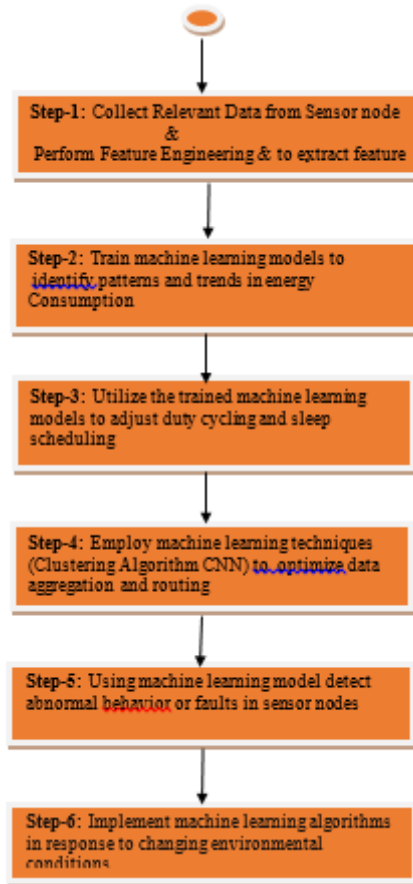 Step-1: Collect Relevant Data from Sensor node
&
Perform Feature Engineering & to extract feature
Step-2: Train machine learning models to
identify patterns and trends in energy
Consumption
Step-3: Utilize the trained machine learning
models to adjust duty cycling and sleep
scheduling
Step-4: Employ machine learning techniques
(Clustering Algorithm CNN) to optimize data
aggregation and routing
Step-5: Using machine learning model detect
abnormal behavior or faults in sensor nodes
Step-6: Implement machine learning algorithms
in response to changing environmental
conditions